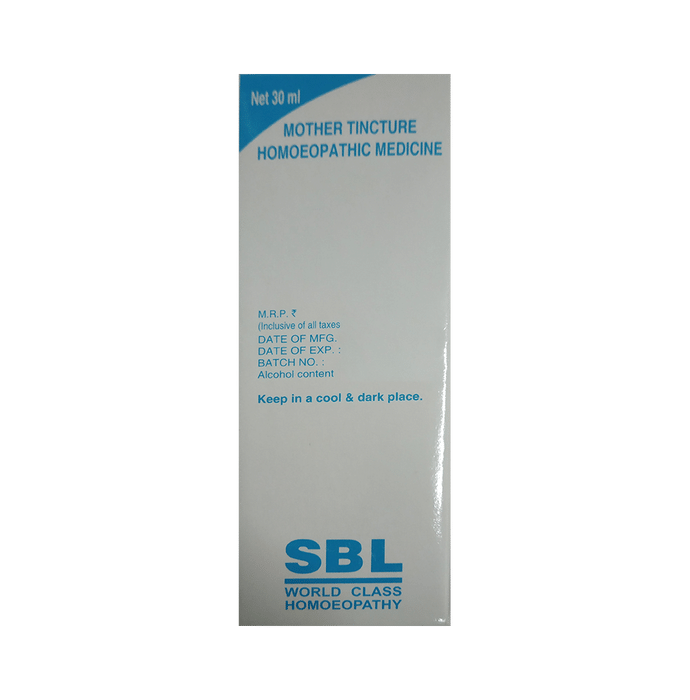 Net 30 ml
MOTHER TINCTURE
HOMOEOPATHIC MEDICINE
M.R.P. ₹
(Inclusive of all taxes
DATE OF MFG.
DATE OF EXP. :
BATCH NO. :
Alcohol content
Keep in a cool & dark place.
SBL
WORLD CLASS
HOMOEOPATHY